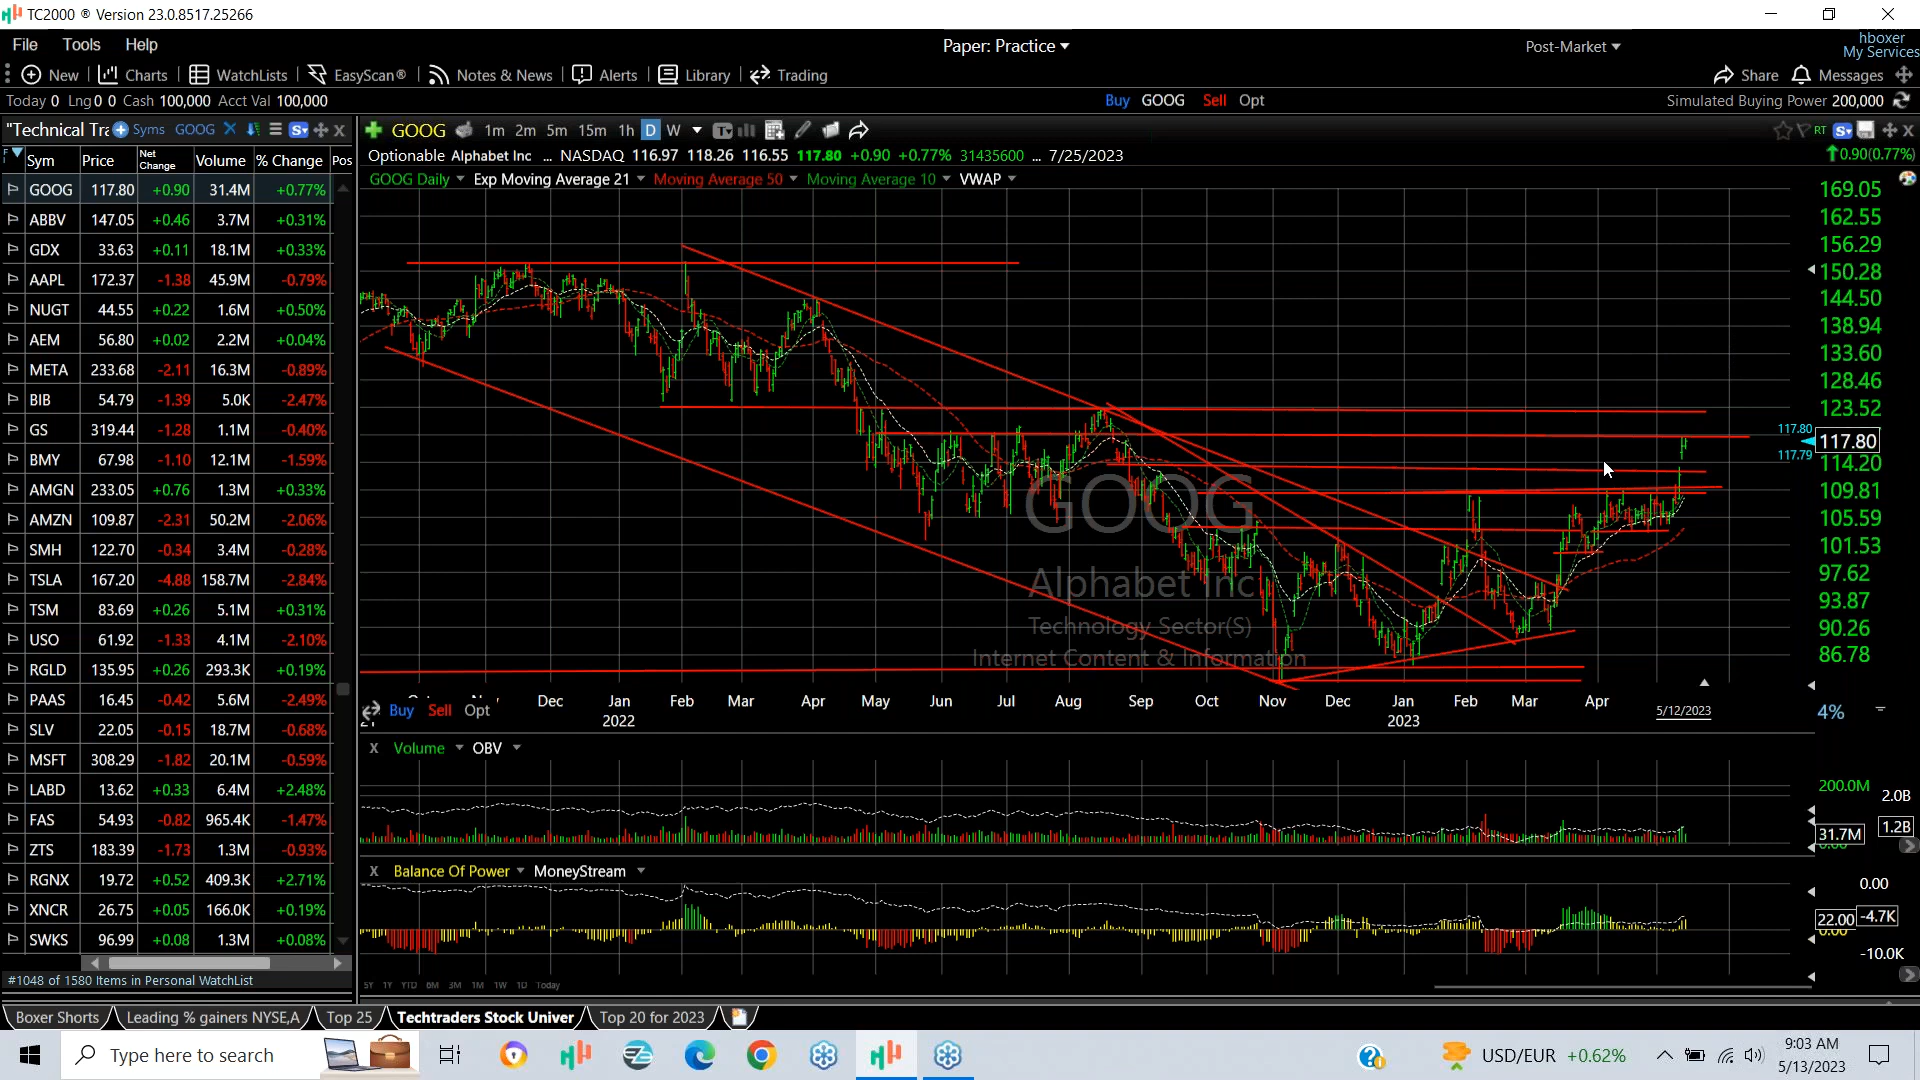 TC2000 ® Version 23.0.8517.25266
File Tools Help
Paper: Practice
Post-Market
hboxer
My Services
New Charts WatchLists EasyScan® Notes & News Alerts Library Trading
Share Messages
Today 0 Lng 0 0 Cash 100,000 Acct Val 100,000
Buy GOOG Sell Opt
Simulated Buying Power 200,000
"Technical Tra Syms GOOG
GOOG 1m 2m 5m 15m 1h D W
RT
Optionable Alphabet Inc ... NASDAQ 116.97 118.26 116.55 117.80 +0.90 +0.77% 31435600 ... 7/25/2023
0.90(0.77%)
GOOG Daily Exp Moving Average 21 Moving Average 50 Moving Average 10 VWAP
Sym Price Net Change Volume % Change Pos
GOOG 117.80 +0.90 31.4M +0.77%
ABBV 147.05 +0.46 3.7M +0.31%
GDX 33.63 +0.11 18.1M +0.33%
AAPL 172.37 -1.38 45.9M -0.79%
NUGT 44.55 +0.22 1.6M +0.50%
AEM 56.80 +0.02 2.2M +0.04%
META 233.68 -2.11 16.3M -0.89%
BIB 54.79 -1.39 5.0K -2.47%
GS 319.44 -1.28 1.1M -0.40%
BMY 67.98 -1.10 12.1M -1.59%
AMGN 233.05 +0.76 1.3M +0.33%
AMZN 109.87 -2.31 50.2M -2.06%
SMH 122.70 -0.34 3.4M -0.28%
TSLA 167.20 -4.88 158.7M -2.84%
TSM 83.69 +0.26 5.1M +0.31%
USO 61.92 -1.33 4.1M -2.10%
RGLD 135.95 +0.26 293.3K +0.19%
PAAS 16.45 -0.42 5.6M -2.49%
SLV 22.05 -0.15 18.7M -0.68%
MSFT 308.29 -1.82 20.1M -0.59%
LABD 13.62 +0.33 6.4M +2.48%
FAS 54.93 -0.82 965.4K -1.47%
ZTS 183.39 -1.73 1.3M -0.93%
RGNX 19.72 +0.52 409.3K +2.71%
XNCR 26.75 +0.05 166.0K +0.19%
SWKS 96.99 +0.08 1.3M +0.08%
#1048 of 1580 Items in Personal WatchList
169.05
162.55
156.29
150.28
144.50
138.94
133.60
128.46
123.52
117.80
117.80
117.79
114.20
109.81
105.59
101.53
97.62
93.87
90.26
86.78
GOOG
Alphabet Inc
Technology Sector(S)
Internet Content & Information
Dec Jan Feb Mar Apr May Jun Jul Aug Sep Oct Nov Dec Jan Feb Mar Apr
2022 2023 5/12/2023
Buy Sell Opt
4%
X Volume OBV
200.0M
2.0B
31.7M
1.2B
X Balance Of Power MoneyStream
0.00
22.00
-4.7K
-10.0K
5Y 1Y YTD 6M 3M 1M 1W 1D Today
Boxer Shorts Leading % gainers NYSE,A Top 25 Techtraders Stock Univer Top 20 for 2023
Type here to search
USD/EUR +0.62%
9:03 AM
5/13/2023